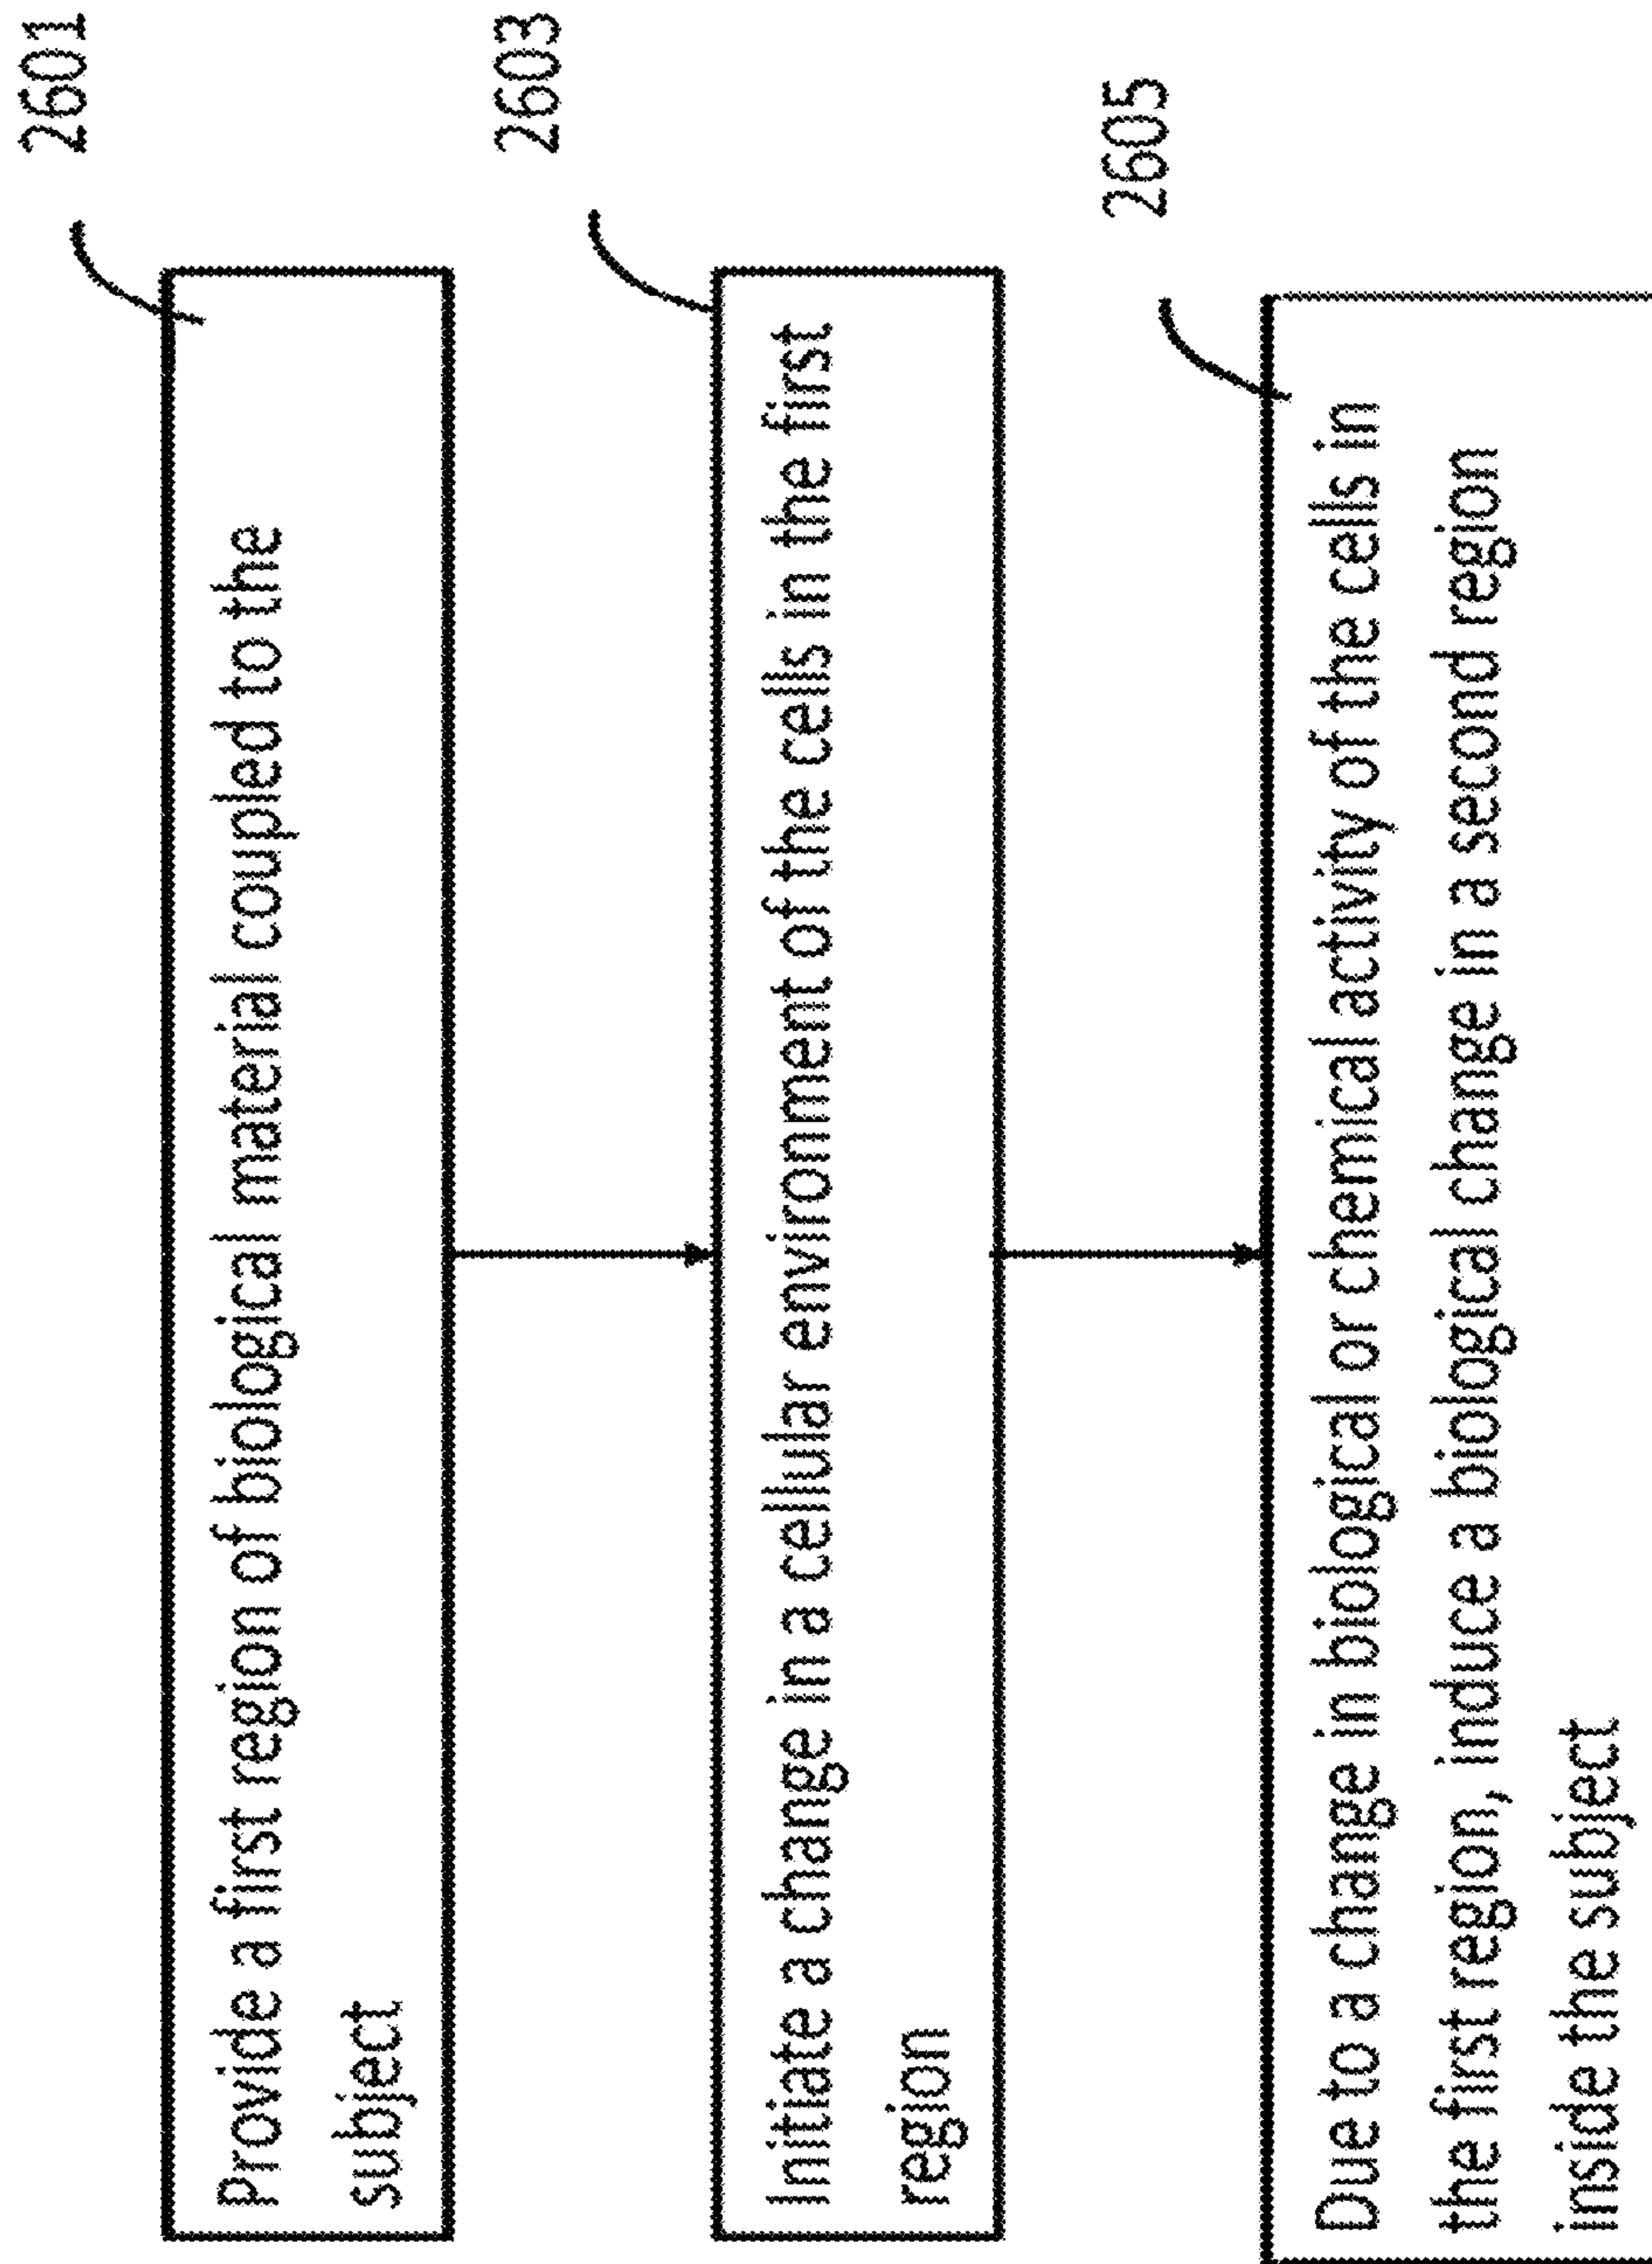 2601
Provide a first region of biological material coupled to the
subject
2603
Initiate a change in a cellular environment of the cells in the first
region
2605
Due to a change in biological or chemical activity of the cells in
the first region, induce a biological change in a second region
inside the subject